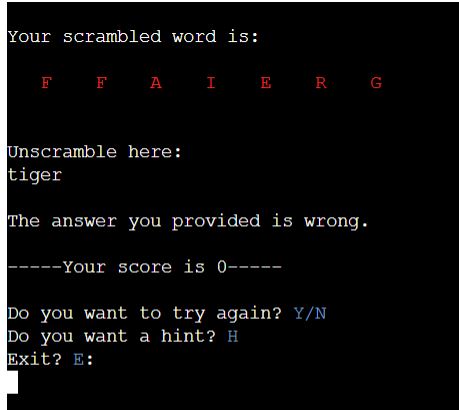 Your scrambled word is:
F F A I E R G
Unscramble here:
tiger
The answer you provided is wrong.
-----Your score is 0-----
Do you want to try again? Y/N
Do you want a hint? H
Exit? E: